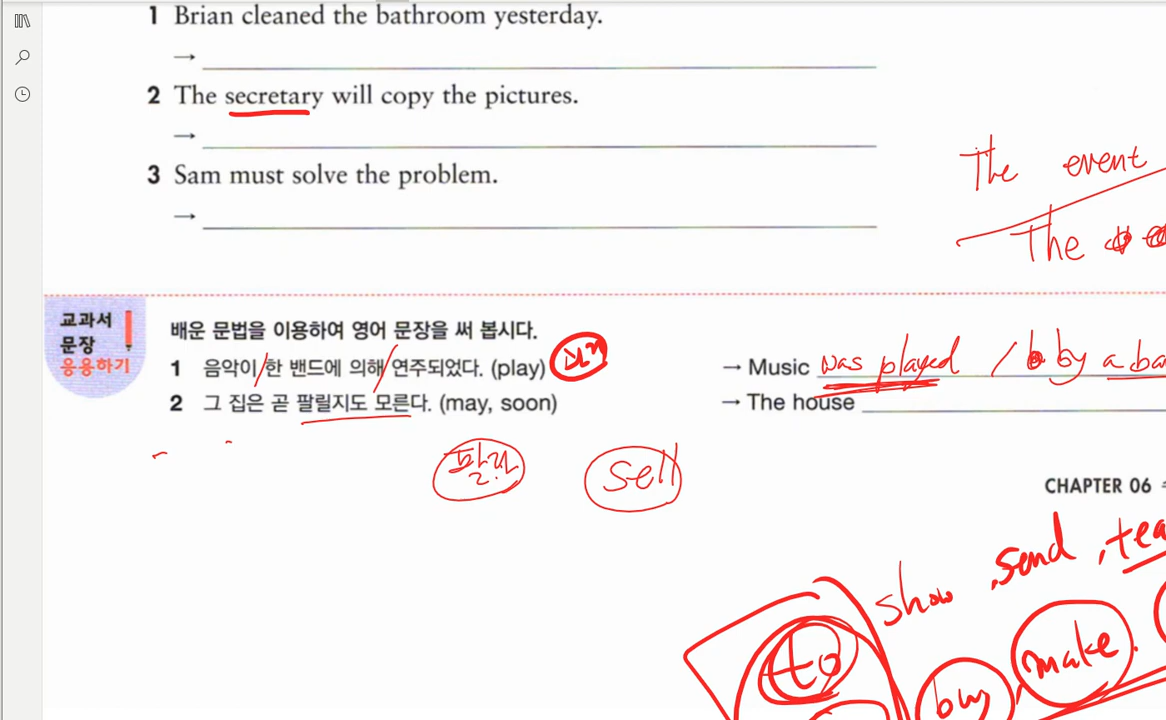 1 Brian cleaned the bathroom yesterday.
→
2 The secretary will copy the pictures.
→
The event
3 Sam must solve the problem.
→
The
교과서
문장
응용하기
배운 문법을 이용하여 영어 문장을 써 봅시다.
1 음악이/한 밴드에 의해/연주되었다. (play) 과거 → Music was played / by a ba
2 그 집은 곧 팔릴지도 모른다. (may, soon) → The house
팔다 sell
CHAPTER 06
show, send, tea
to buy, make.